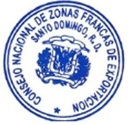 CONSEJO NACIONAL DE ZONAS FRANCAS DE EXPORTACION
SANTO DOMINGO, R. D.